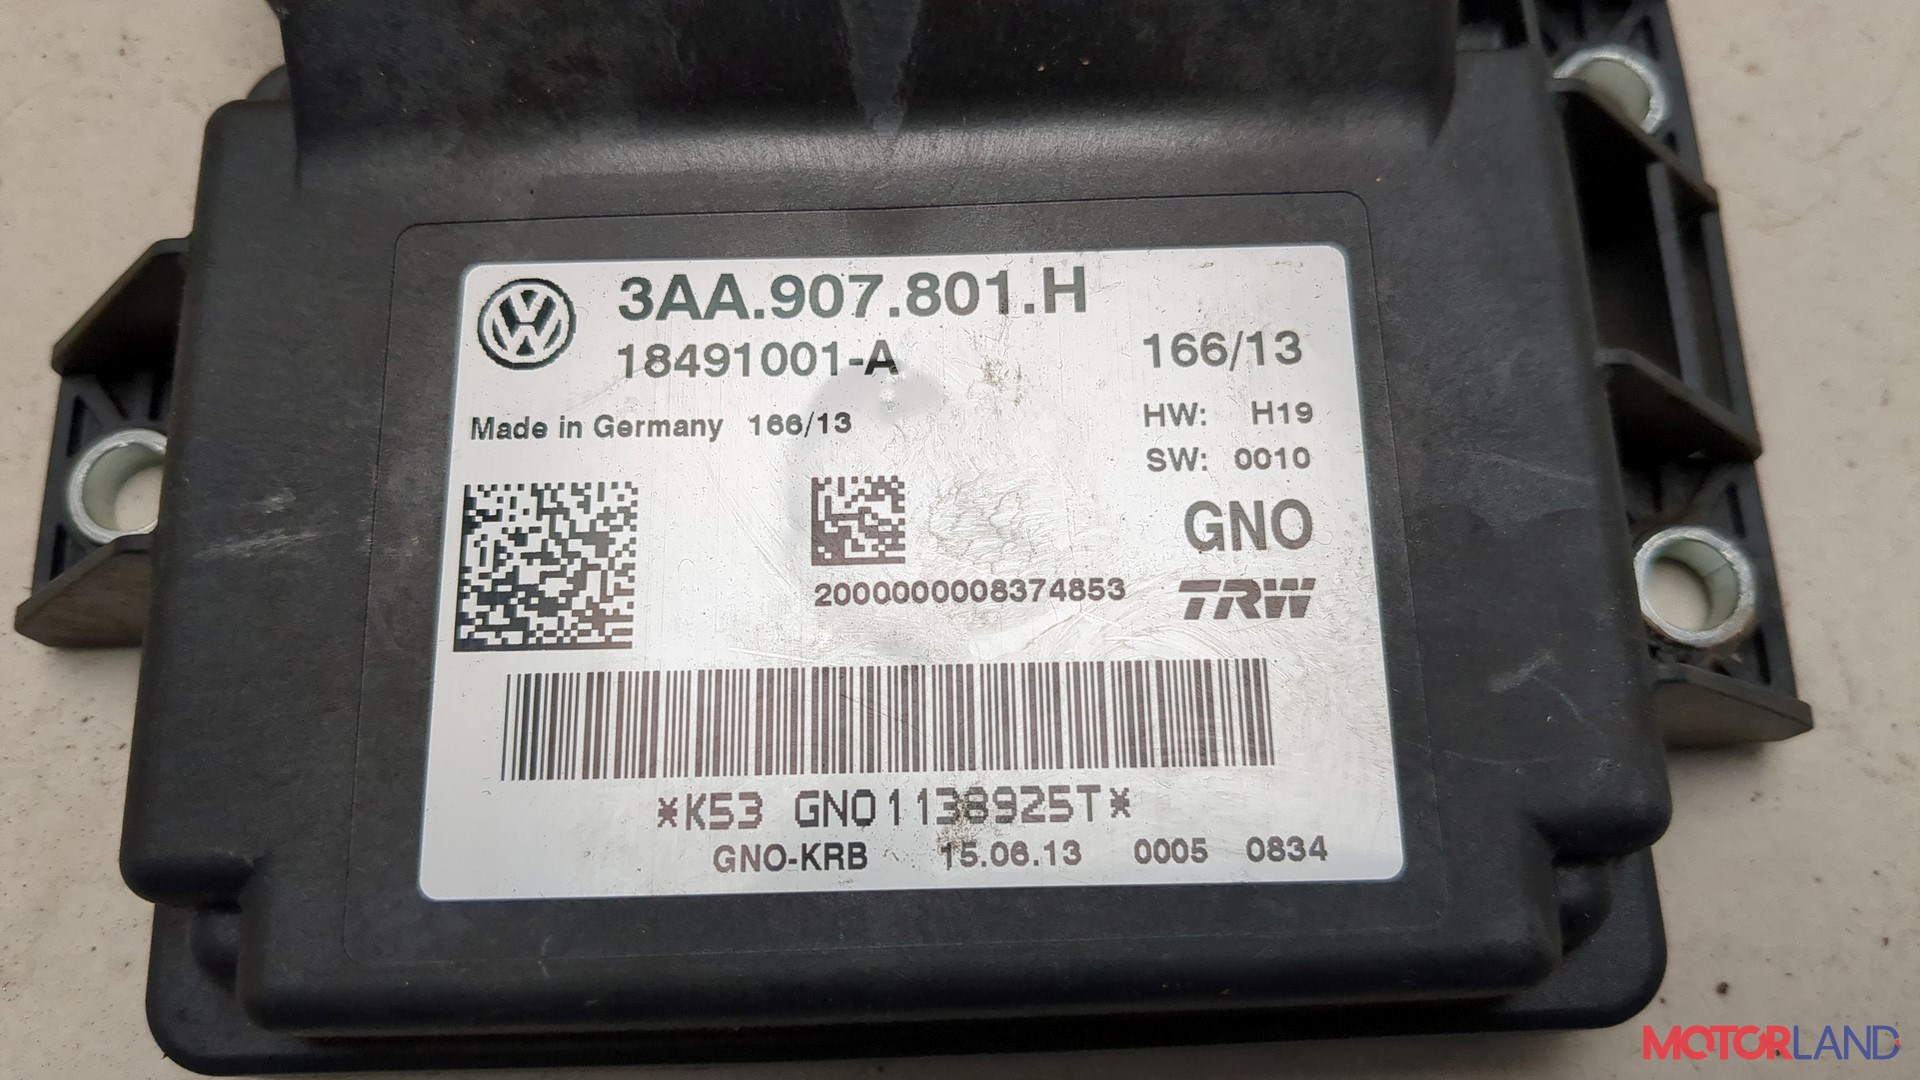 3AA.907.801.H
18491001-A 166/13
Made in Germany 166/13 HW: H19
SW: 0010
GNO
2000000008374853 TRW
*K53 GNO1138925T*
GNO-KRB 15.06.13 0005 0834
MOTORLAND